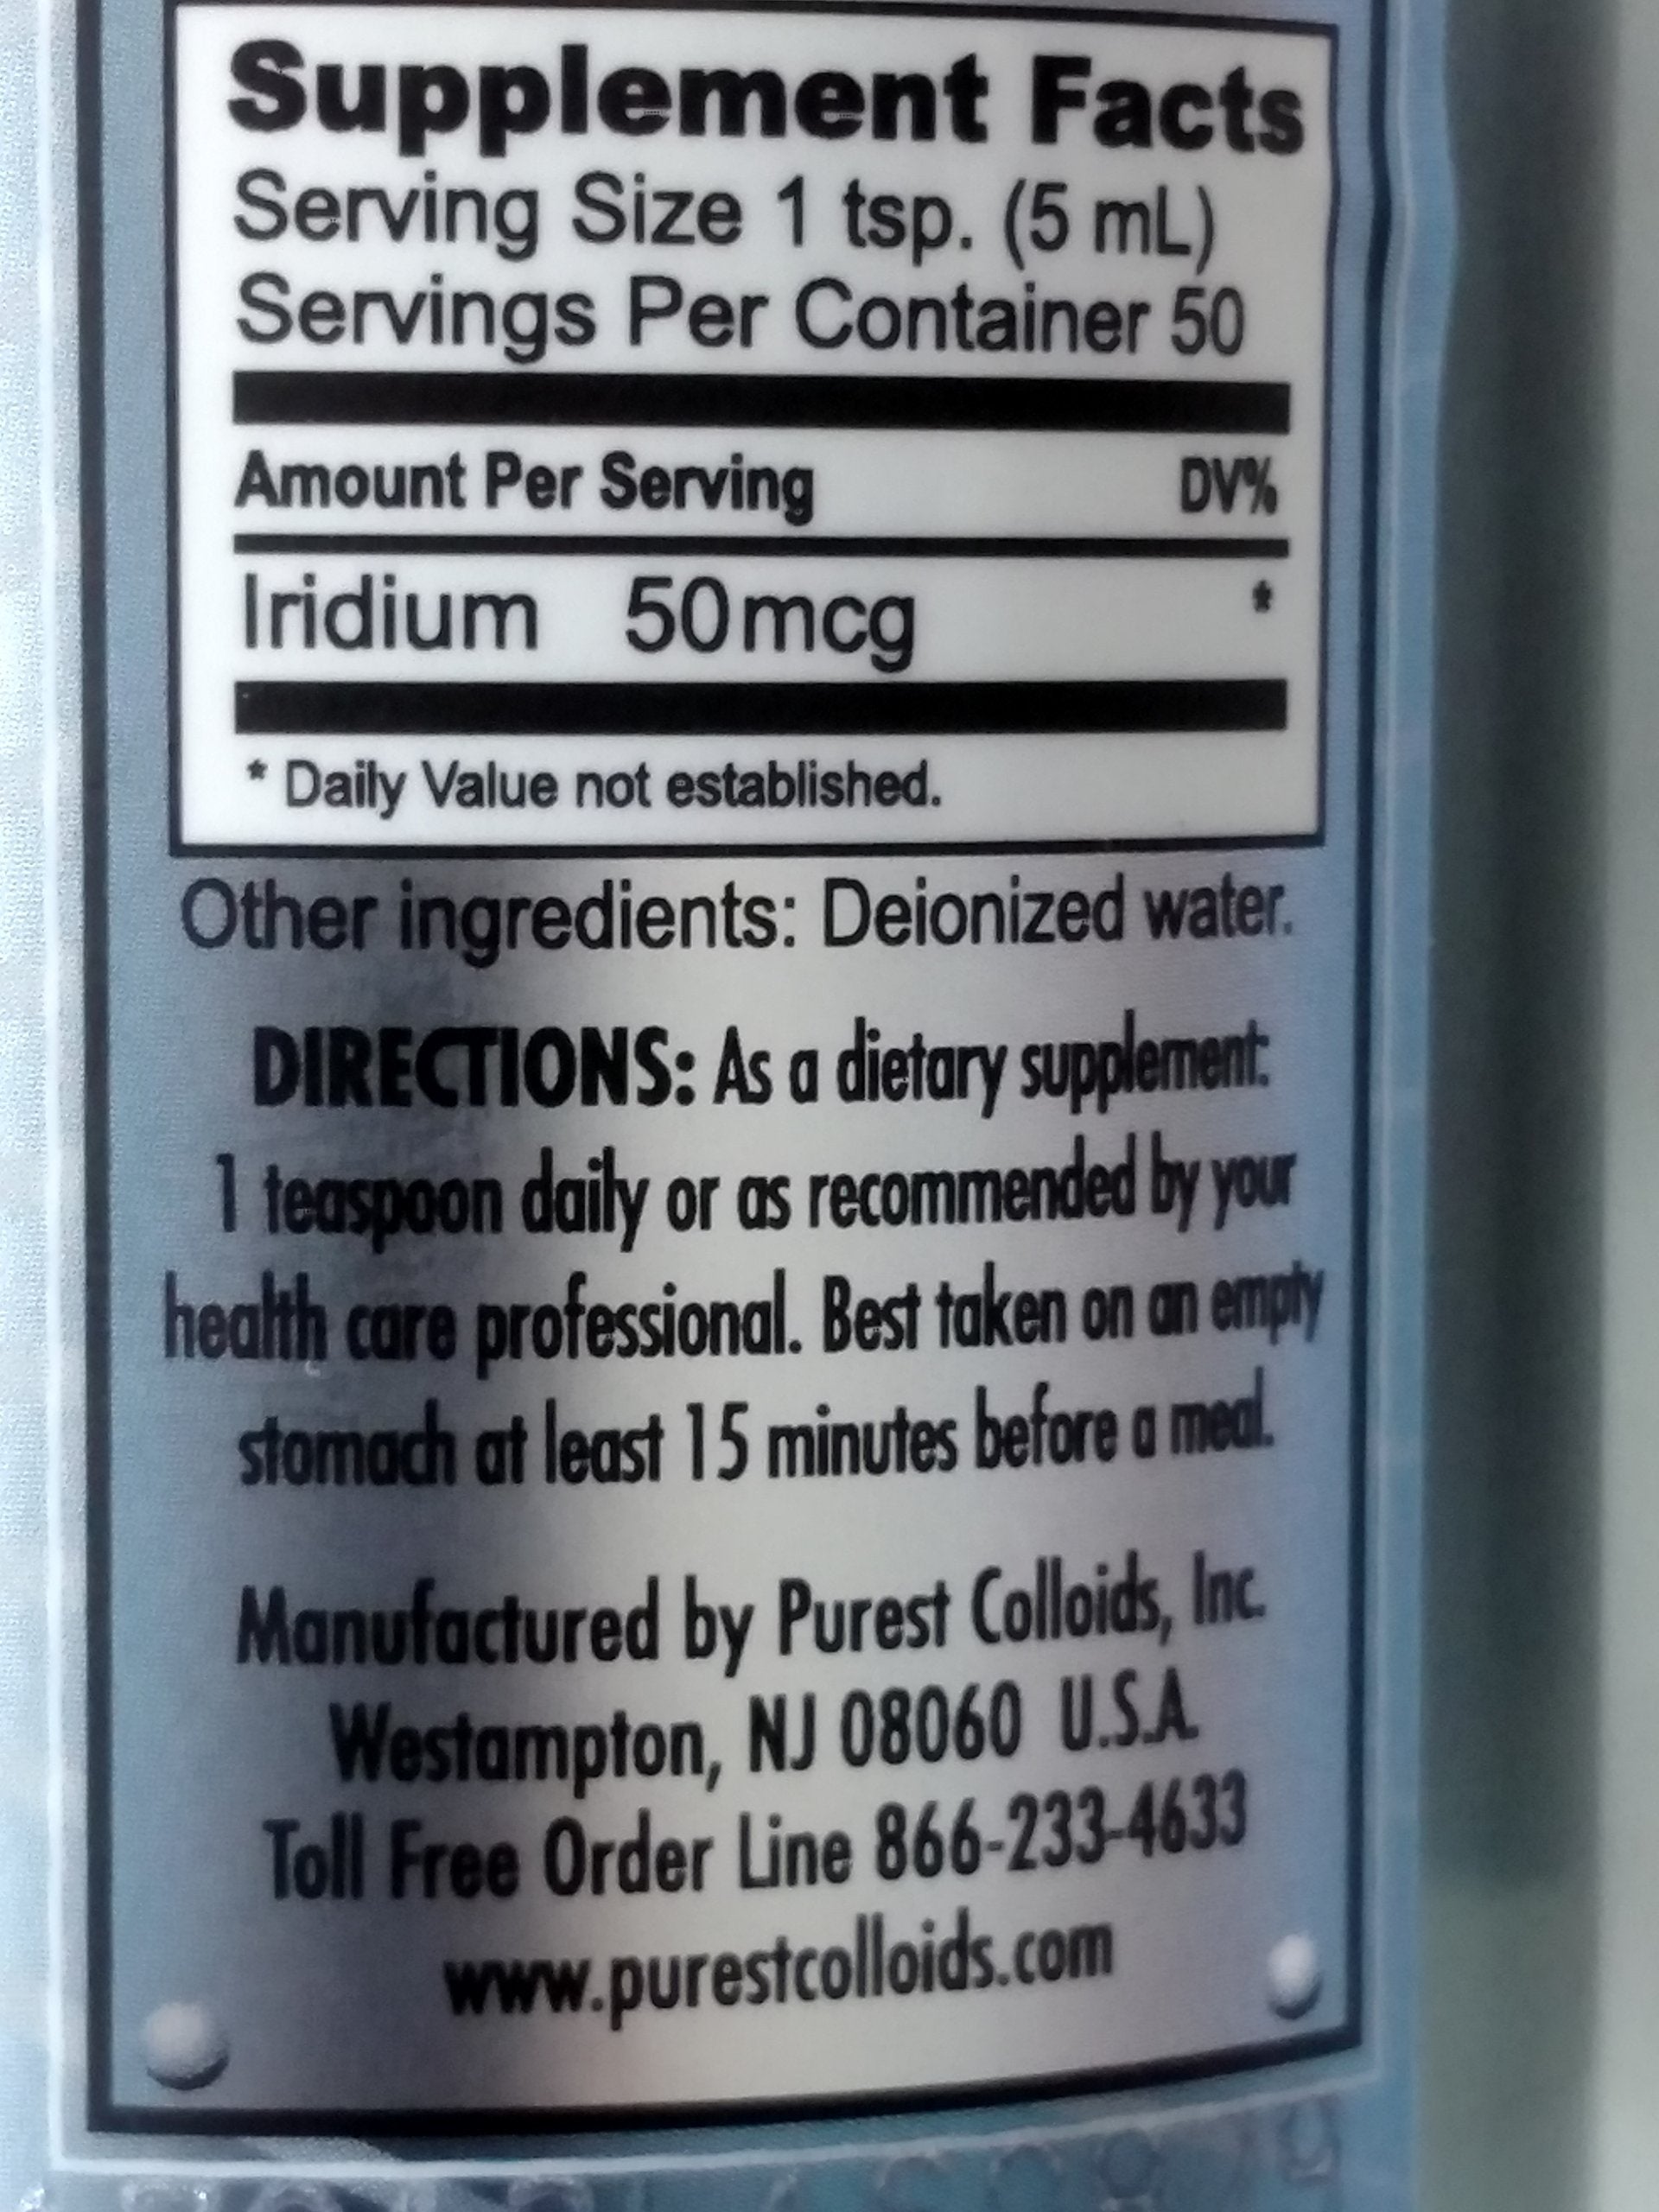 Supplement Facts
Serving Size 1 tsp. (5 mL)
Servings Per Container 50
Amount Per Serving DV%
Iridium 50mcg *
* Daily Value not established.
Other ingredients: Deionized water.
DIRECTIONS: As a dietary supplement:
1 teaspoon daily or as recommended by your
health care professional. Best taken on an empty
stomach at least 15 minutes before a meal.
Manufactured by Purest Colloids, Inc.
Westampton, NJ 08060 U.S.A.
Toll Free Order Line 866-233-4633
www.purestcolloids.com